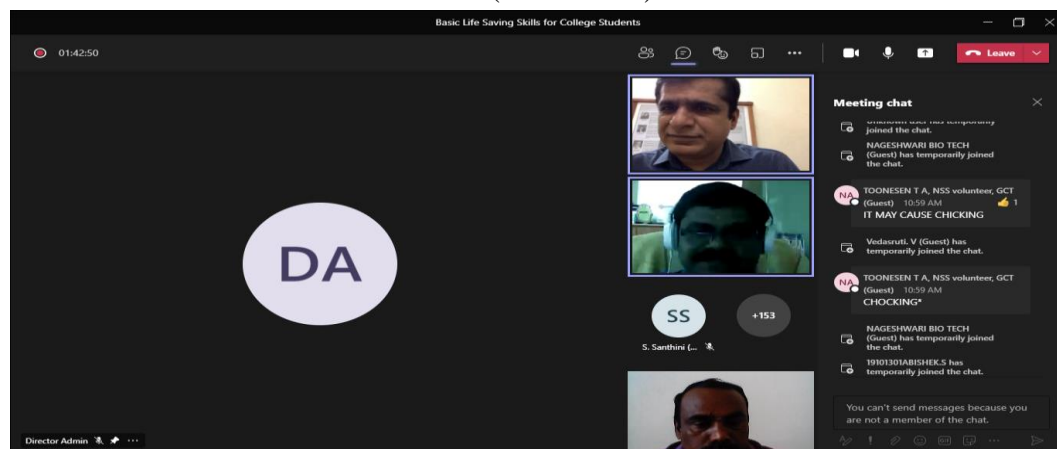 Basic Life Saving Skills for College Students
01:42:50
Leave
DA
SS
+153
S. Santhini (...
Director Admin
Meeting chat
Unknown user has temporarily
joined the chat.
NAGESHWARI BIO TECH
(Guest) has temporarily joined
the chat.
NA
TOONESEN T A, NSS volunteer, GCT
(Guest) 10:59 AM
👍 1
IT MAY CAUSE CHICKING
Vedasruti. V (Guest) has
temporarily joined the chat.
NA
TOONESEN T A, NSS volunteer, GCT
(Guest) 10:59 AM
CHOCKING*
NAGESHWARI BIO TECH
(Guest) has temporarily joined
the chat.
19101301ABISHEK.S has
temporarily joined the chat.
You can't send messages because you
are not a member of the chat.